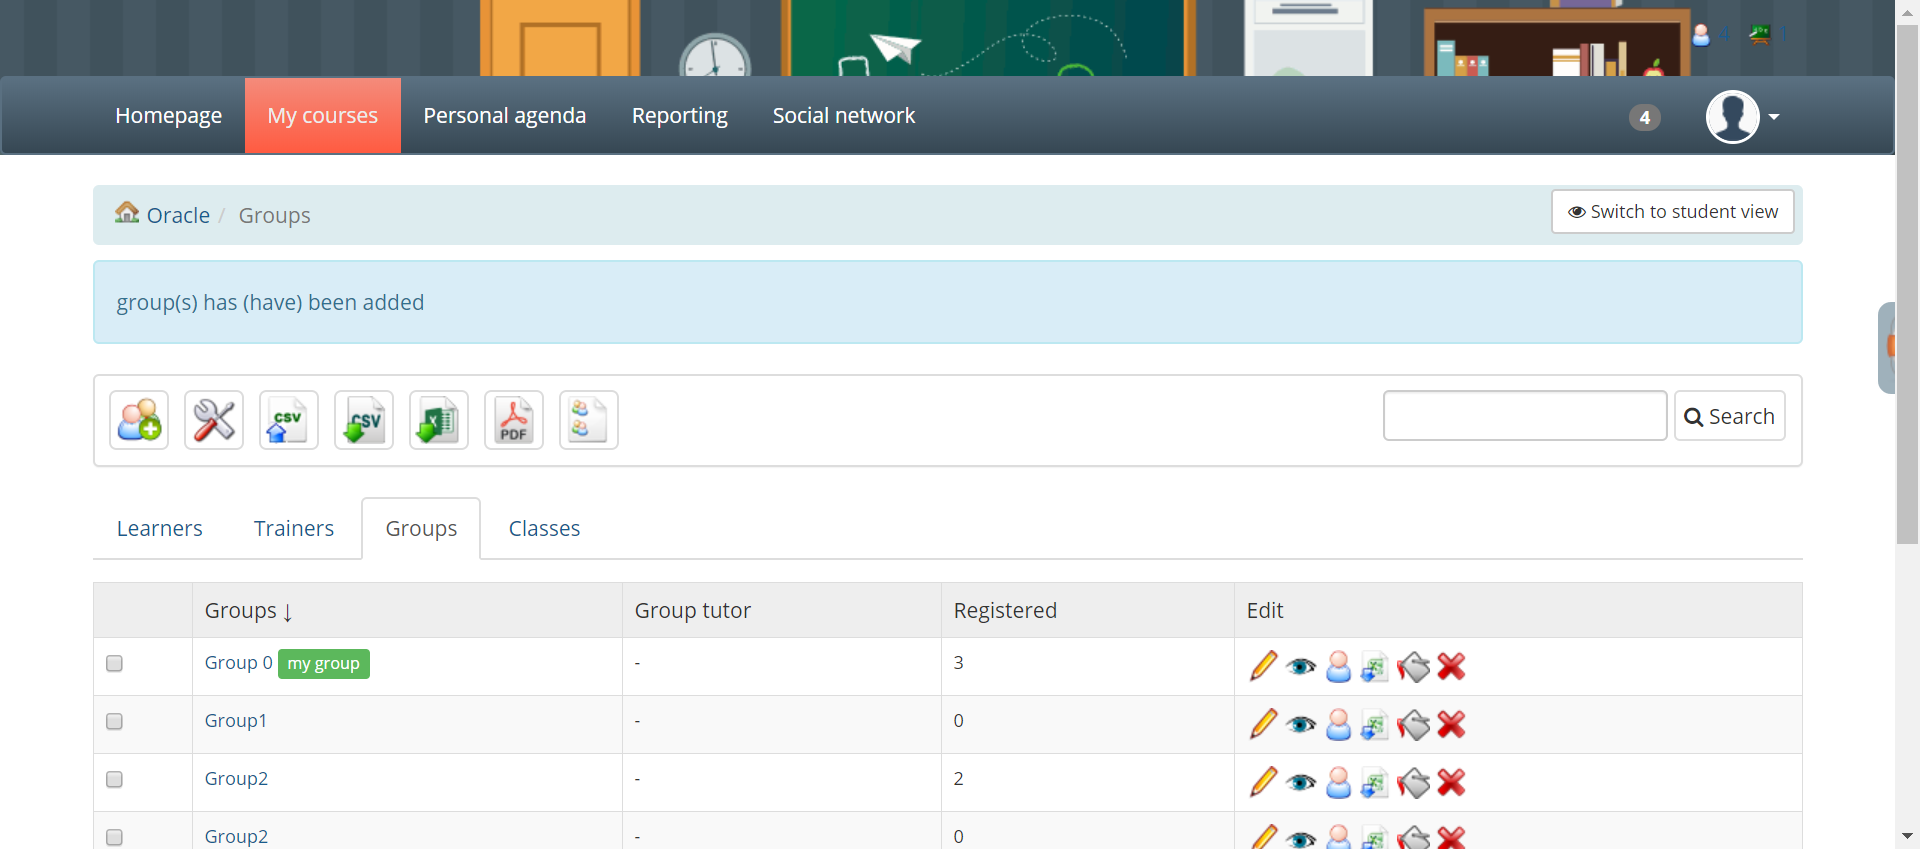 4 1
Homepage My courses Personal agenda Reporting Social network 4
Oracle / Groups Switch to student view
group(s) has (have) been added
CSV CSV PDF Search
Learners Trainers Groups Classes
Groups ↓ Group tutor Registered Edit
Group 0 my group - 3
Group1 - 0
Group2 - 2
Group2 - 0